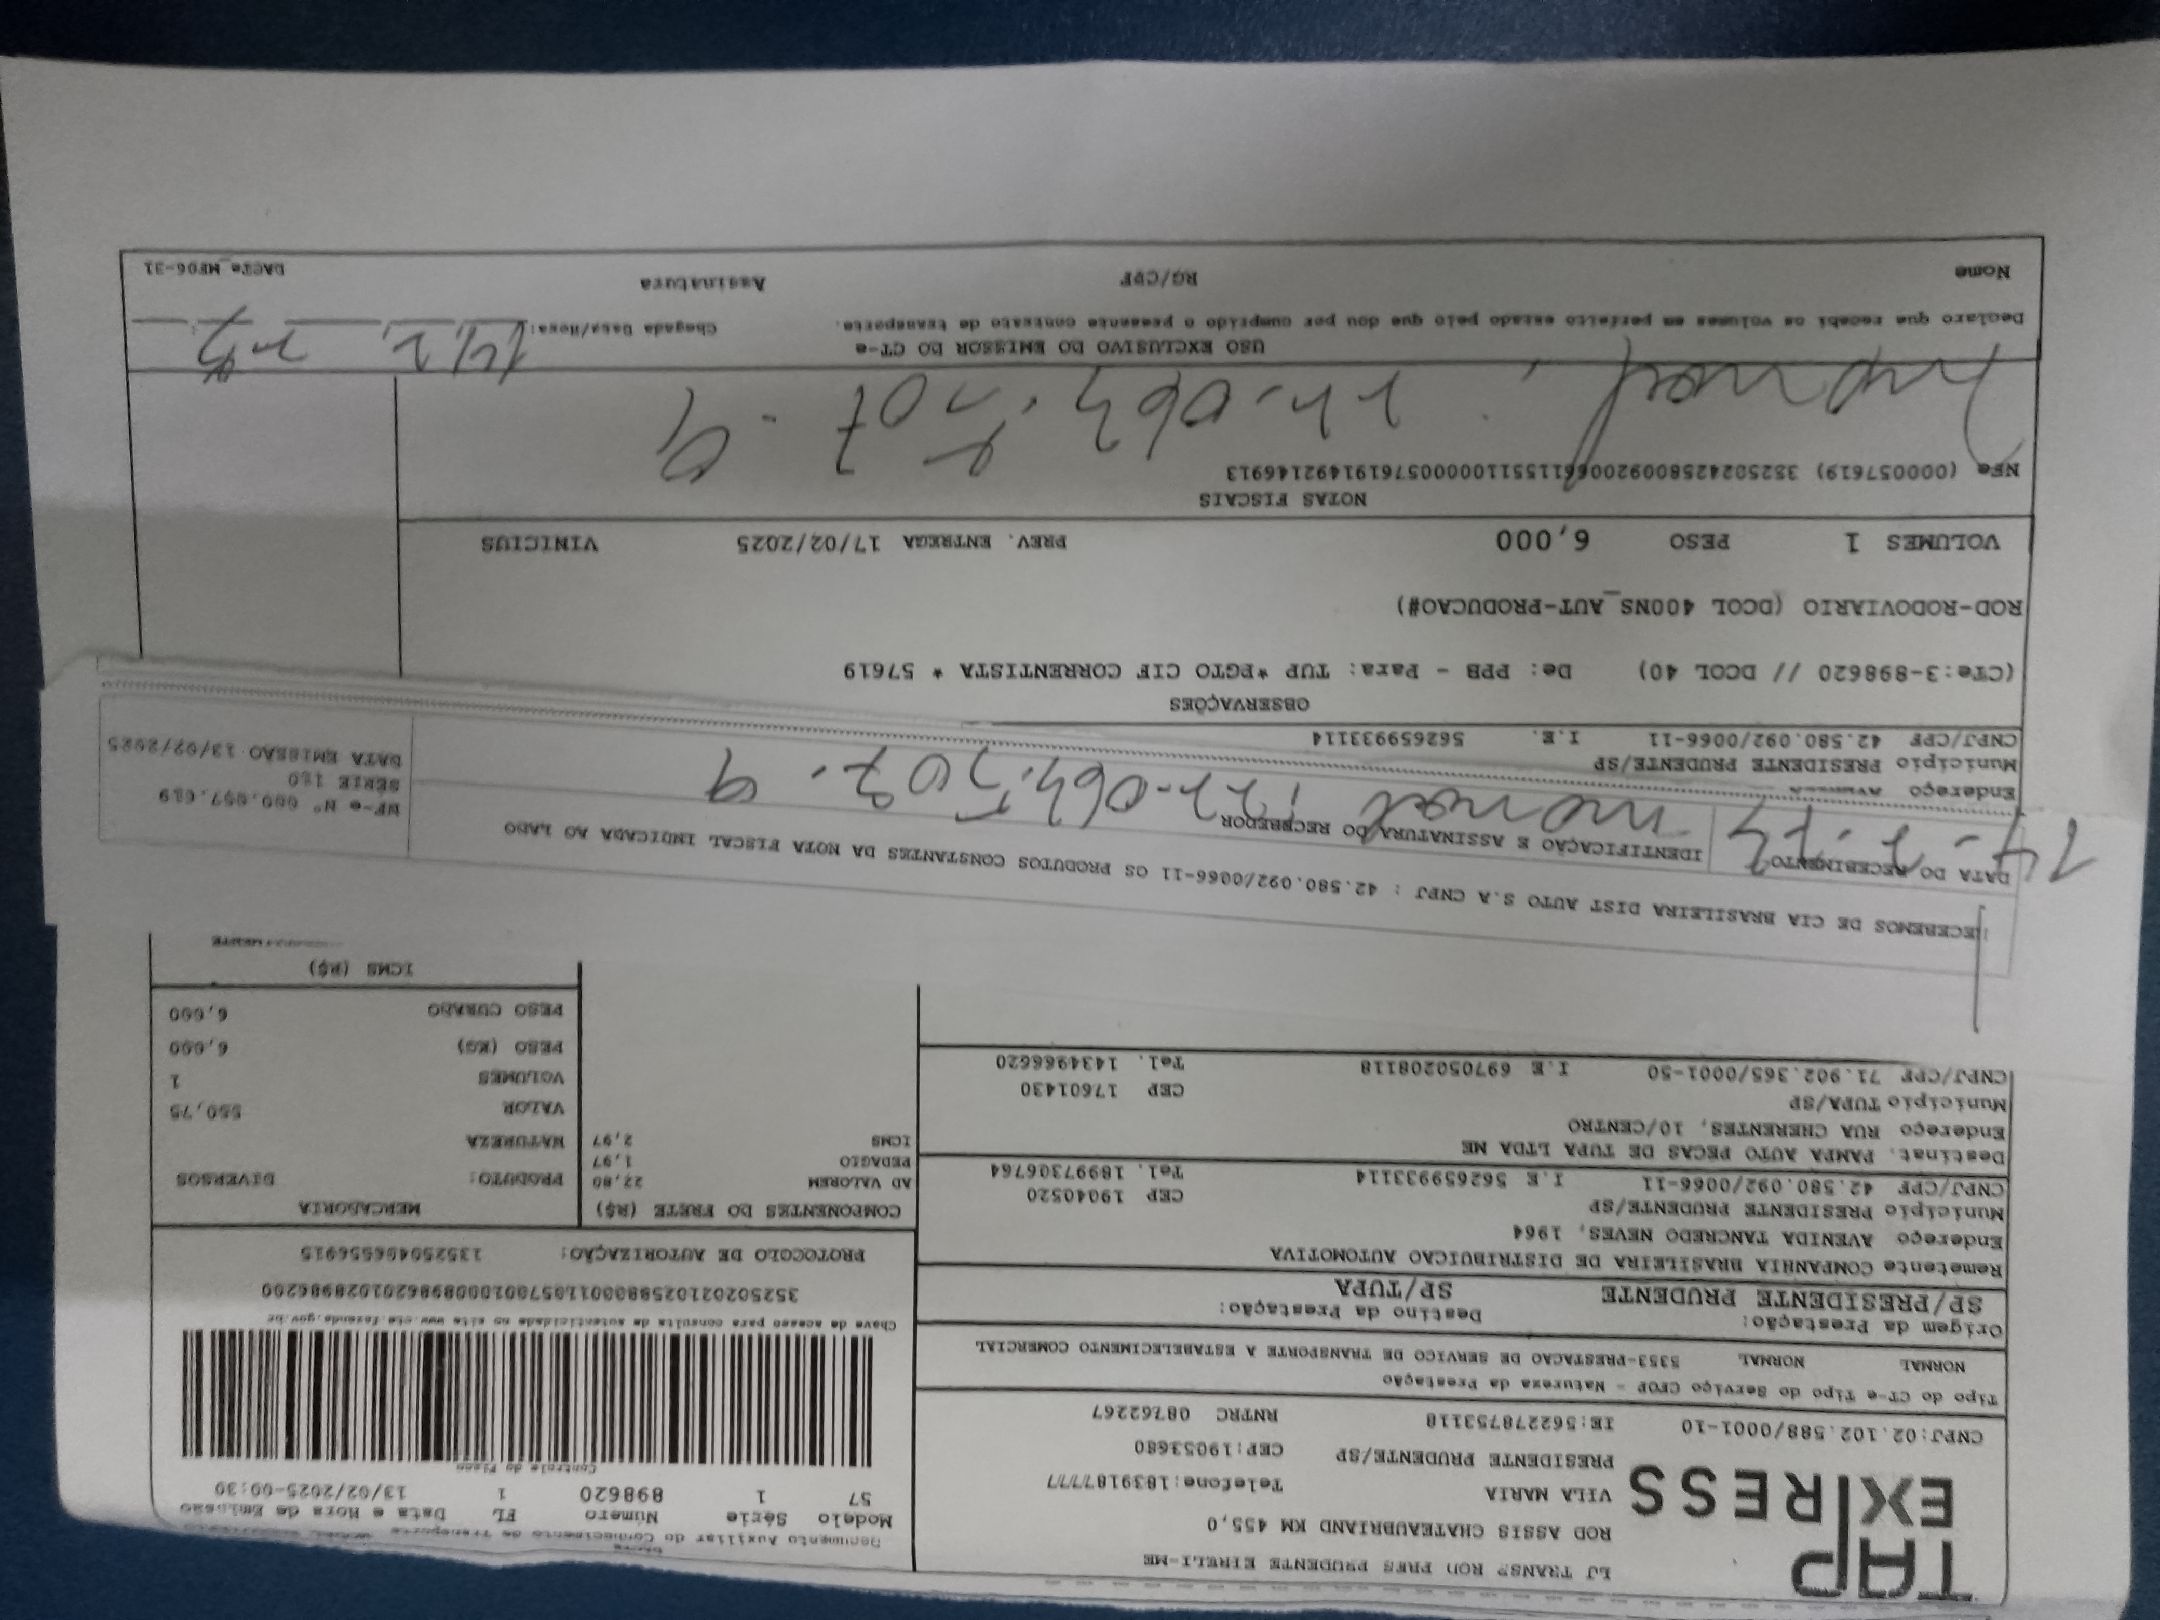 TAP
EXPRESS
LJ TRANSP ROD PRES PRUDENTE EIRELI-ME
ROD ASSIS CHATEAUBRIAND KM 455,0
VILA MARIA Telefone:1839187777
PRESIDENTE PRUDENTE/SP CEP:19053680
CNPJ:02.102.588/0001-10 IE:562278753118 RNTRC 08762267
Tipo do CT-e Tipo do Serviço CFOP - Natureza da Prestação
NORMAL NORMAL 5353-PRESTACAO DE SERVICO DE TRANSPORTE A ESTABELECIMENTO COMERCIAL
Origem da Prestação: Destino da Prestação:
SP/PRESIDENTE PRUDENTE SP/TUPA
Remetente COMPANHIA BRASILEIRA DE DISTRIBUICAO AUTOMOTIVA
Endereço AVENIDA TANCREDO NEVES, 1964
Município PRESIDENTE PRUDENTE/SP CEP 19040520
CNPJ/CPF 42.580.092/0066-11 I.E 562659933114 Tel. 18997306764
Destinat. PAMPA AUTO PECAS DE TUPA LTDA ME
Endereço RUA CHERENTES, 10/CENTRO
Município TUPA/SP CEP 17601430
CNPJ/CPF 71.902.365/0001-50 I.E 697050208118 Tel. 1434966620
Documento Auxiliar do Conhecimento de Transporte
Modelo Série Número FL Data e Hora de Emissão
57 1 898620 1 13/02/2025-00:30
Controle do Fisco
Chave de acesso para consulta de autenticidade no site www.cte.fazenda.gov.br
35250202102588000110570010008986201028986200
PROTOCOLO DE AUTORIZAÇÃO: 135250496556915
COMPONENTES DO FRETE (R$)
AD VALOREM 22,80
PEDAGIO 1,97
ICMS 2,97
MERCADORIA
PRODUTO: DIVERSOS
NATUREZA
VALOR 550,75
VOLUMES 1
PESO (KG) 6,000
PESO CUBADO 6,000
ICMS (R$)
RECEBEMOS DE CIA BRASILEIRA DIST AUTO S.A CNPJ : 42.580.092/0066-11 OS PRODUTOS CONSTANTES DA NOTA FISCAL INDICADA AO LADO
DATA DO RECEBIMENTO IDENTIFICAÇÃO E ASSINATURA DO RECEBEDOR
NF-e Nº 000.057.619
SÉRIE 110
DATA EMISSÃO 13/02/2025
Endereço
Município PRESIDENTE PRUDENTE/SP
CNPJ/CPF 42.580.092/0066-11 I.E. 562659933114
OBSERVAÇÕES
(CTe:3-898620 // DCOL 40) De: PPB - Para: TUP *PGTO CIF CORRENTISTA * 57619
ROD-RODOVIARIO (DCOL 400NS_AUT-PRODUCAO#)
VOLUMES 1 PESO 6,000 PREV. ENTREGA 17/02/2025 VINICIUS
NOTAS FISCAIS
NFe (000057619) 35250242580092006611551100000576191492146913
USO EXCLUSIVO DO EMISSOR DO CT-e
Declaro que recebi os volumes em perfeito estado pelo que dou por cumprido o presente contrato de transporte. Chegada Data/Hora:
Nome RG/CPF Assinatura DACTe_MF06-31